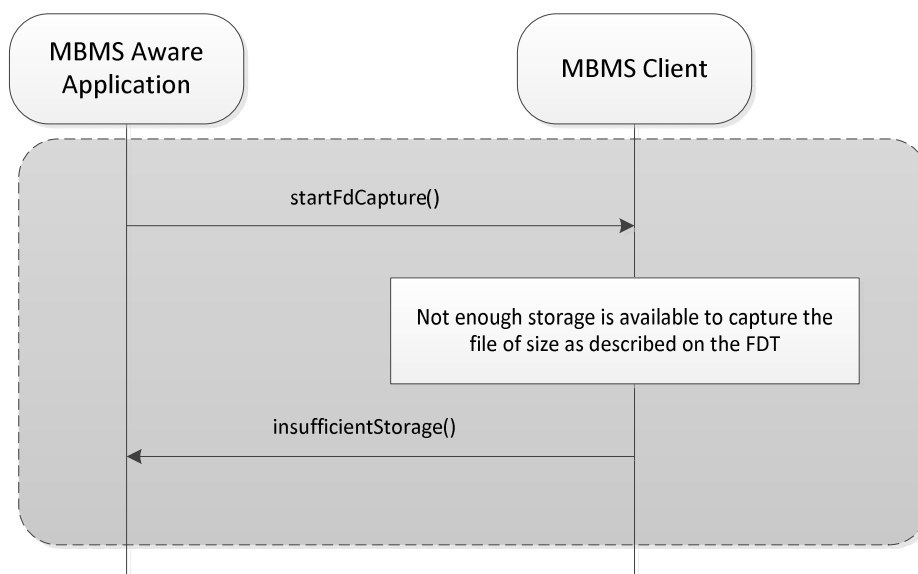 MBMS Aware
Application
MBMS Client
startFdCapture()
Not enough storage is available to capture the
file of size as described on the FDT
insufficientStorage()